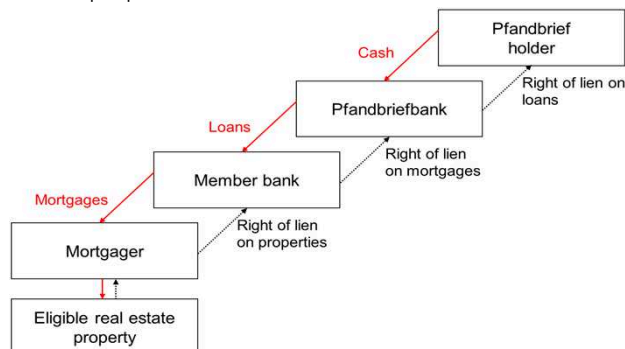 Pfandbrief
holder
Cash
Right of lien on
loans
Pfandbriefbank
Loans
Right of lien
on mortgages
Member bank
Mortgages
Right of lien
on properties
Mortgager
Eligible real estate
property